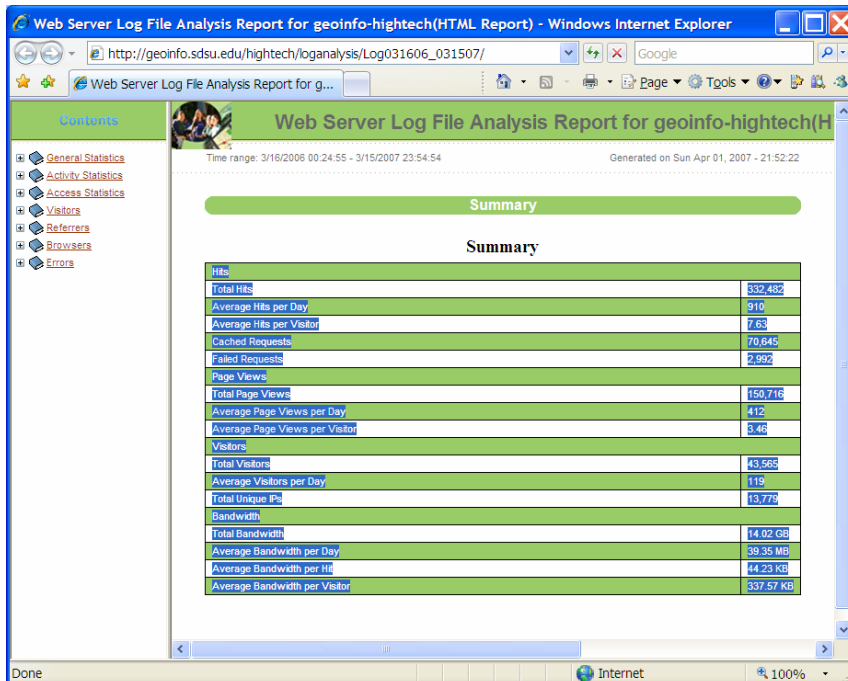 Web Server Log File Analysis Report for geoinfo-hightech(HTML Report) - Windows Internet Explorer
http://geoinfo.sdsu.edu/hightech/loganalysis/Log031606_031507/
Google
Web Server Log File Analysis Report for g...
Page
Tools
Contents
Web Server Log File Analysis Report for geoinfo-hightech(H
Time range: 3/16/2006 00:24:55 - 3/15/2007 23:54:54
Generated on Sun Apr 01, 2007 - 21:52:22
General Statistics
Activity Statistics
Access Statistics
Visitors
Referrers
Browsers
Errors
Summary
Summary
Hits
Total Hits 332,482
Average Hits per Day 910
Average Hits per Visitor 7.63
Cached Requests 70,645
Failed Requests 2,992
Page Views
Total Page Views 150,716
Average Page Views per Day 412
Average Page Views per Visitor 3.46
Visitors
Total Visitors 43,565
Average Visitors per Day 119
Total Unique IPs 13,779
Bandwidth
Total Bandwidth 14.02 GB
Average Bandwidth per Day 39.35 MB
Average Bandwidth per Hit 44.23 KB
Average Bandwidth per Visitor 337.57 KB
Done
Internet
100%